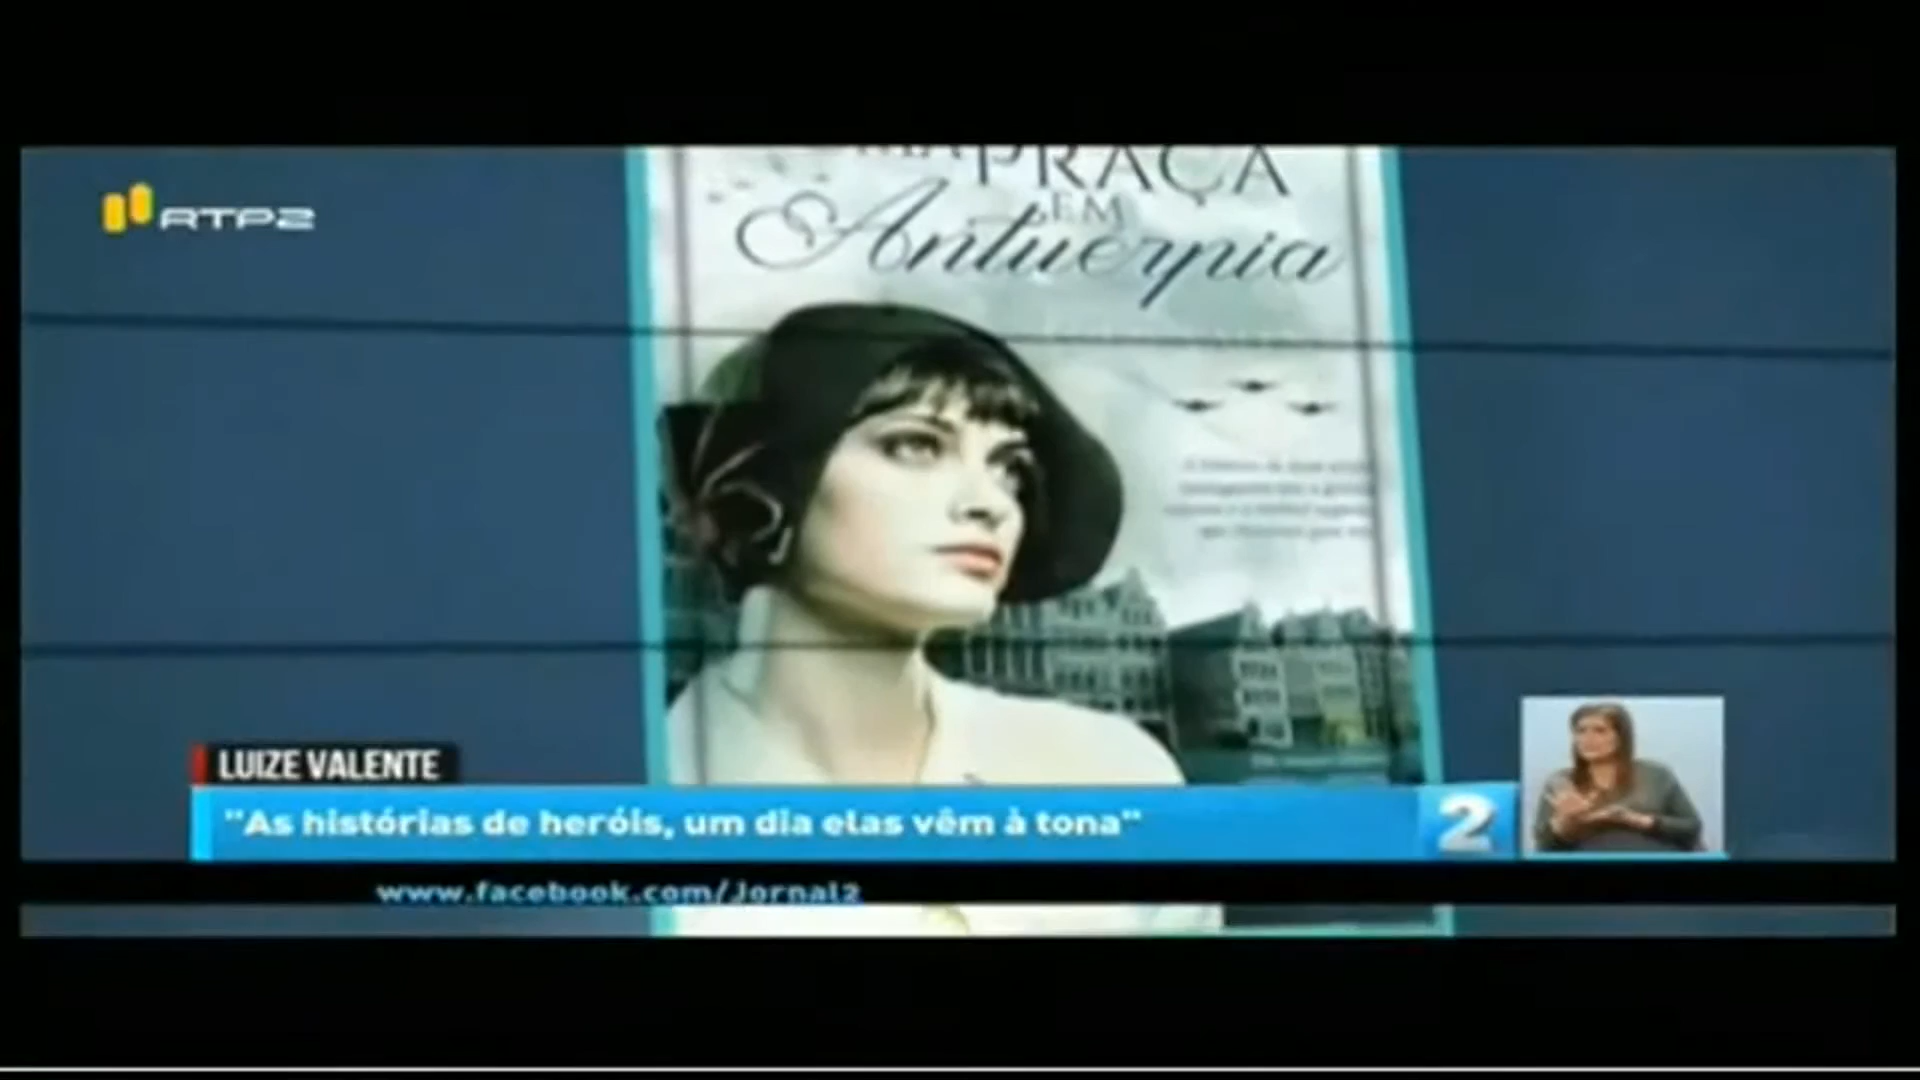 RTP2
PRAÇA
EM
Antuerpia
LUIZE VALENTE
"As histórias de heróis, um dia elas vêm à tona"
2
www.facebook.com/Jornal2